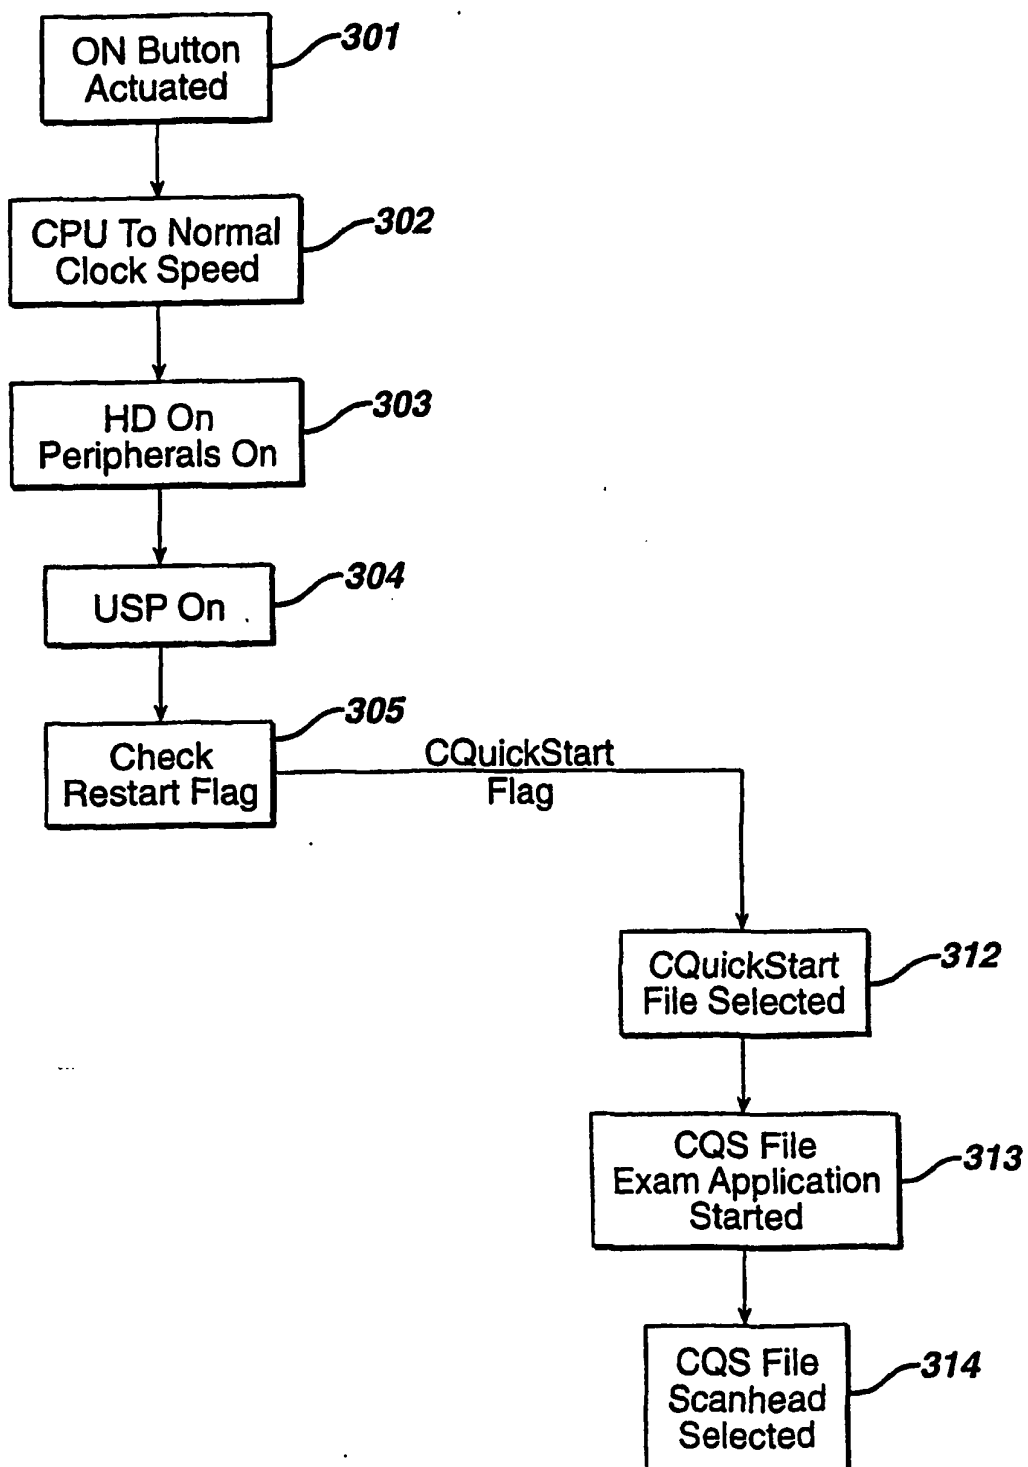 ON Button
Actuated
301
CPU To Normal
Clock Speed
302
HD On
Peripherals On
303
USP On
304
Check
Restart Flag
305
CQuickStart
Flag
CQuickStart
File Selected
312
CQS File
Exam Application
Started
313
CQS File
Scanhead
Selected
314